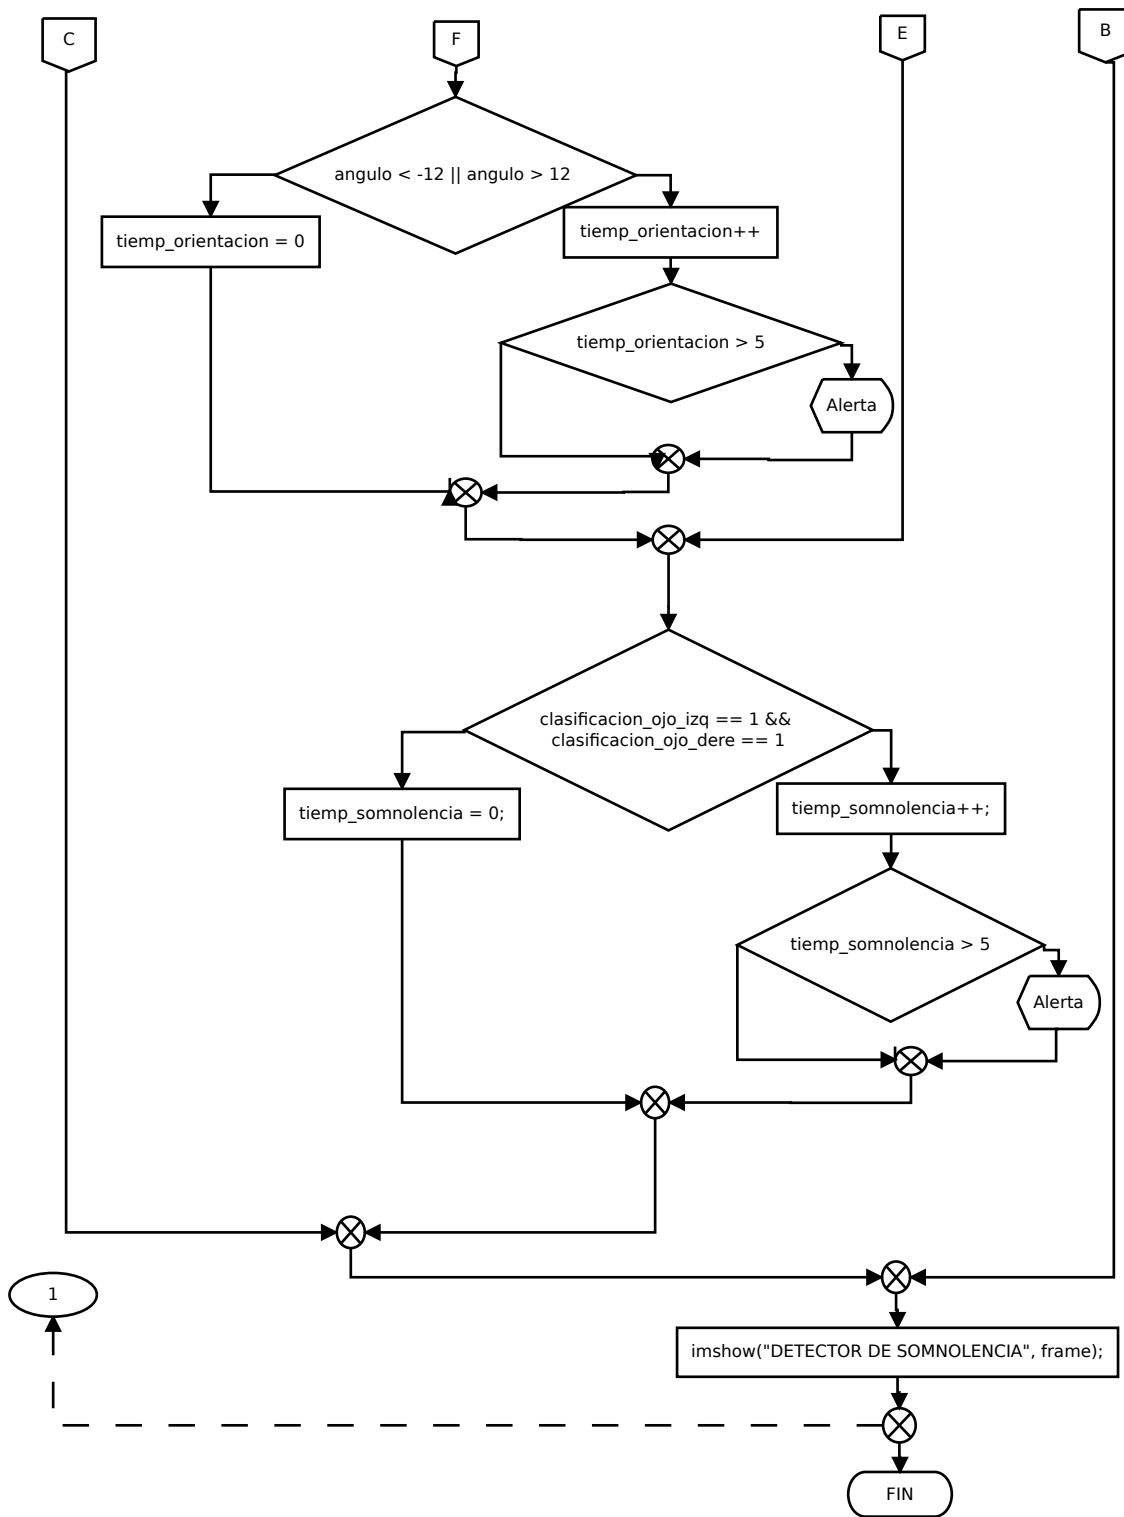 C
F
E
B
angulo < -12 || angulo > 12
tiemp_orientacion = 0
tiemp_orientacion++
tiemp_orientacion > 5
Alerta
clasificacion_ojo_izq == 1 &&
clasificacion_ojo_dere == 1
tiemp_somnolencia = 0;
tiemp_somnolencia++;
tiemp_somnolencia > 5
Alerta
1
imshow("DETECTOR DE SOMNOLENCIA", frame);
FIN